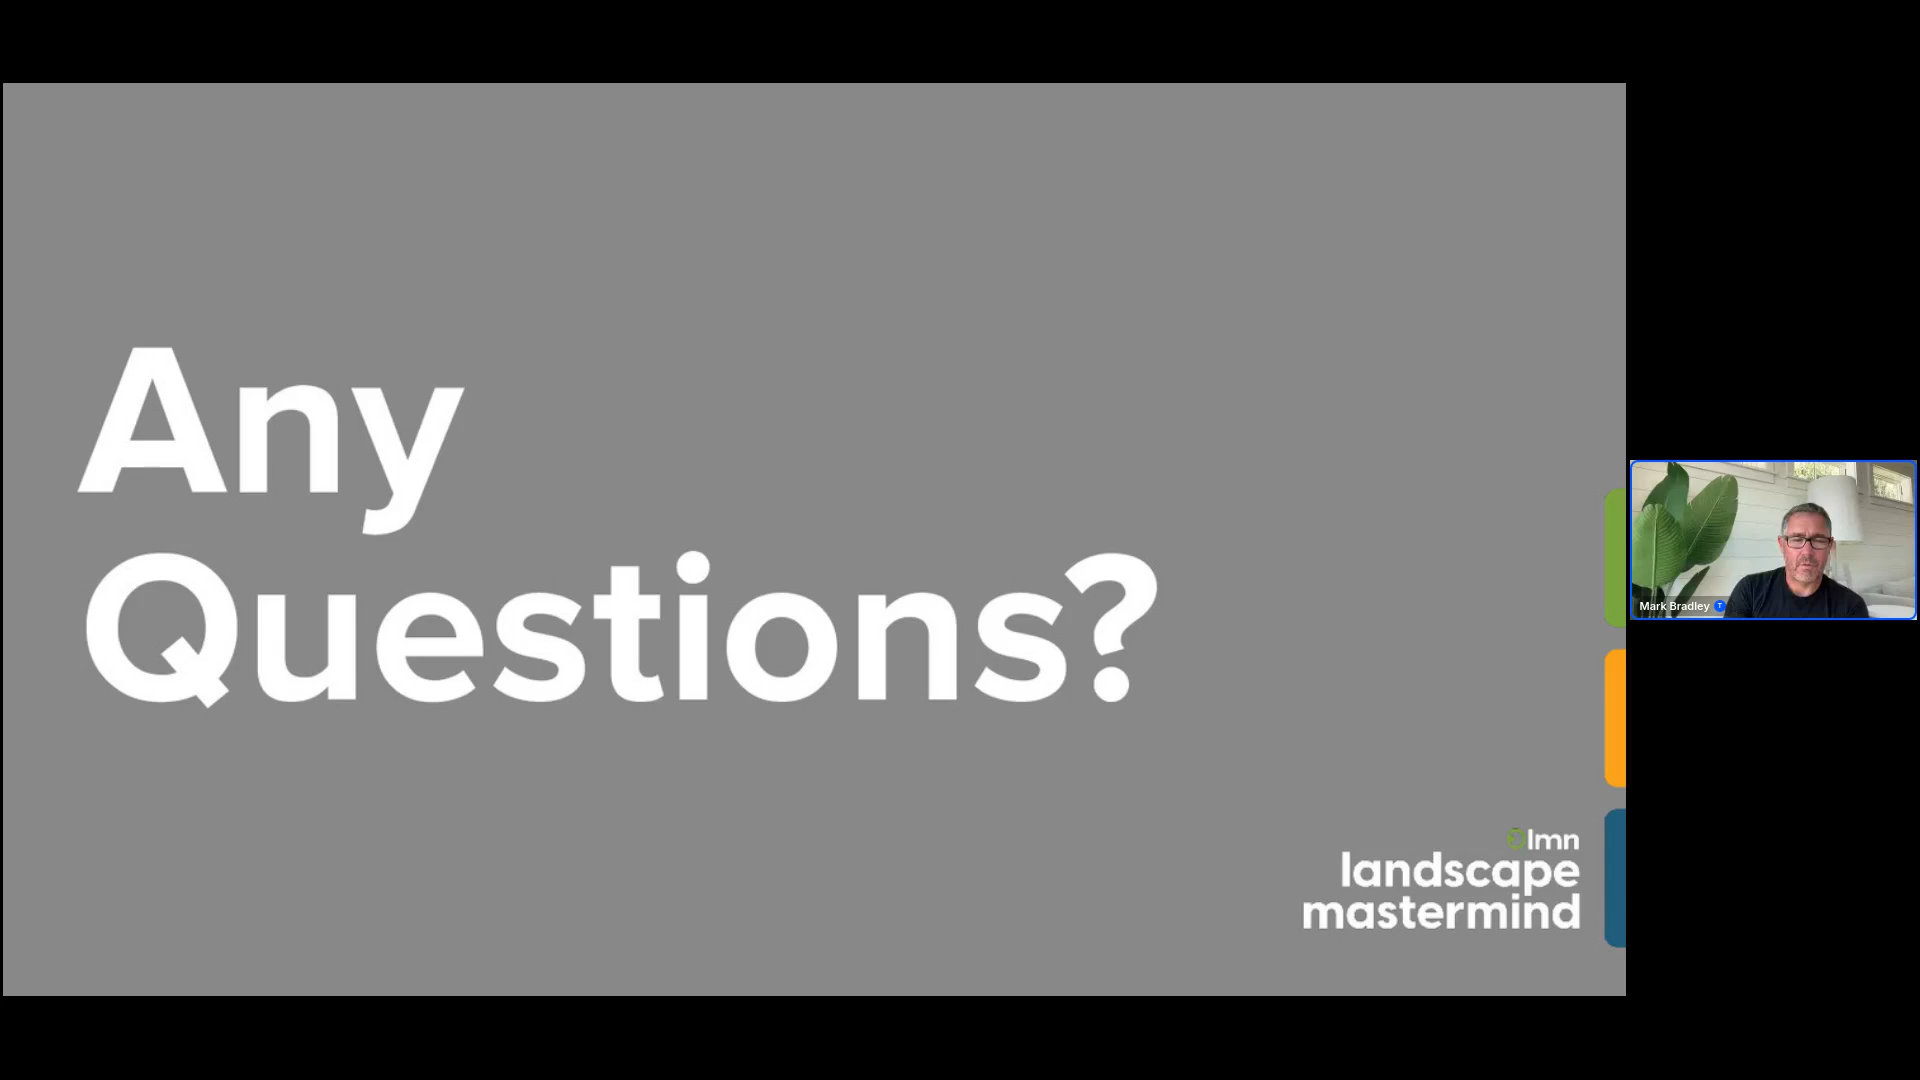 Any
Questions?
lmn
landscape
mastermind
Mark Bradley T